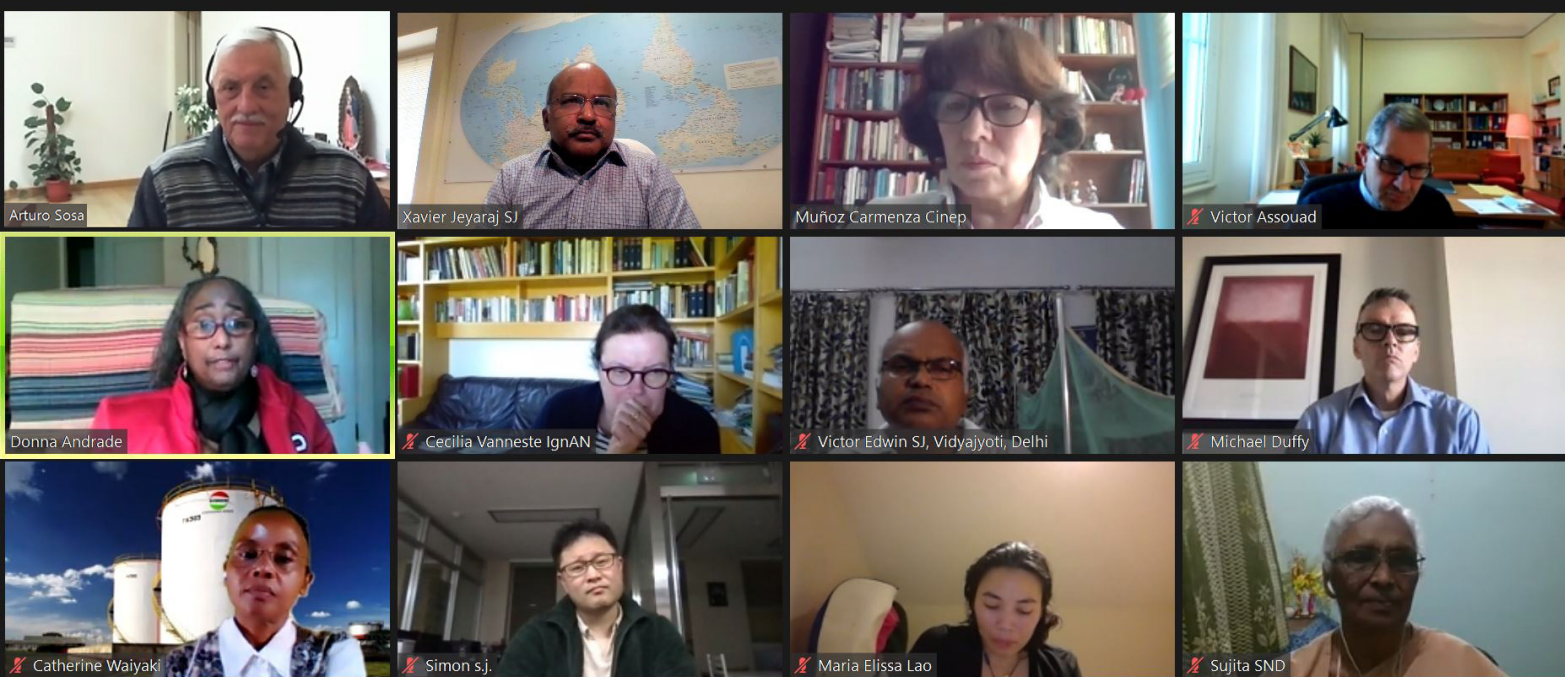 Arturo Sosa
Xavier Jeyaraj SJ
Muñoz Carmenza Cinep
Victor Assouad
Donna Andrade
Cecilia Vanneste IgnAN
Victor Edwin SJ, Vidyajyoti, Delhi
Michael Duffy
Catherine Waiyaki
Simon s.j.
Maria Elissa Lao
Sujita SND